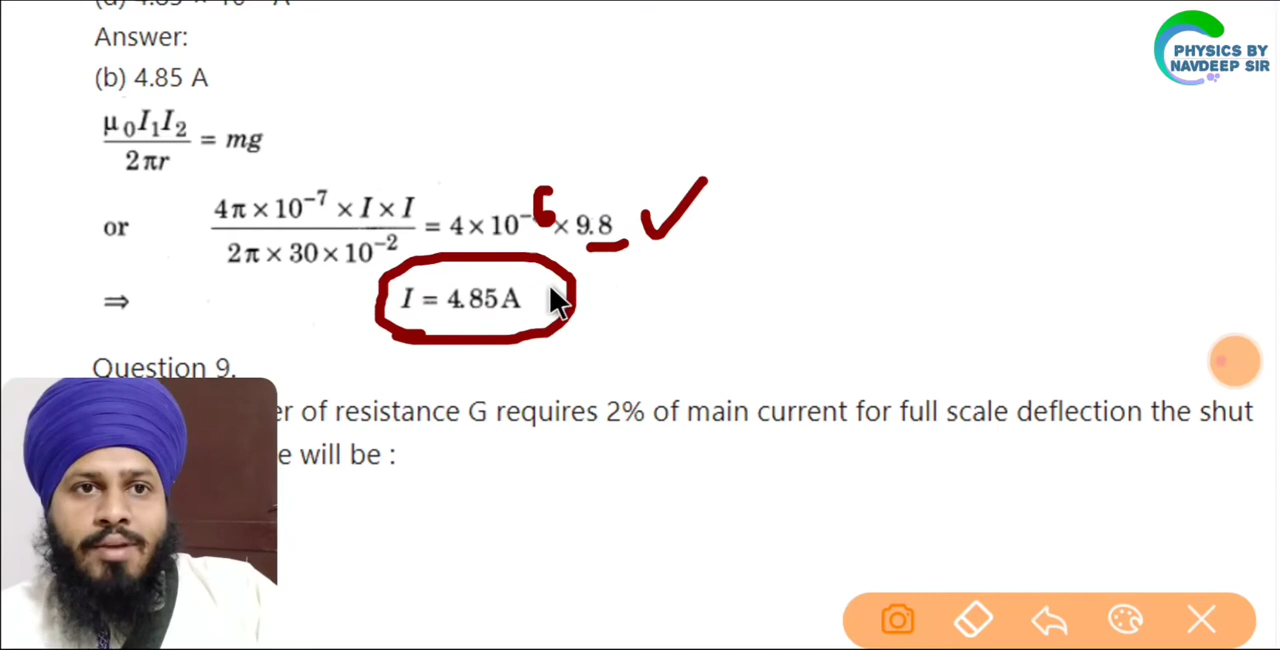 PHYSICS BY
NAVDEEP SIR
Answer:
(b) 4.85 A
μ₀I₁I₂ / 2πr = mg
or 4π × 10⁻⁷ × I × I / 2π × 30 × 10⁻² = 4 × 10⁻⁶ × 9.8
⇒ I = 4.85 A
Question 9.
of resistance G requires 2% of main current for full scale deflection the shut
will be :